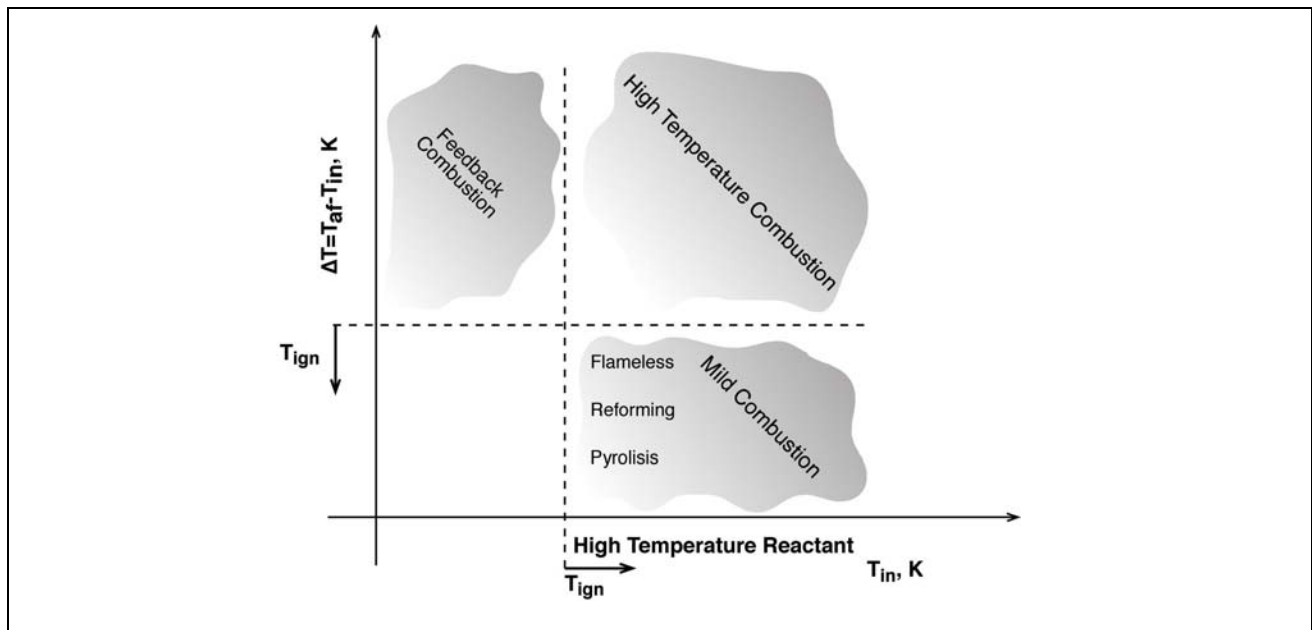 ΔT=Taf-Tin, K
Feedback
Combustion
High Temperature Combustion
Tign
Flameless
Reforming
Pyrolisis
Mild Combustion
High Temperature Reactant
Tign
Tin, K